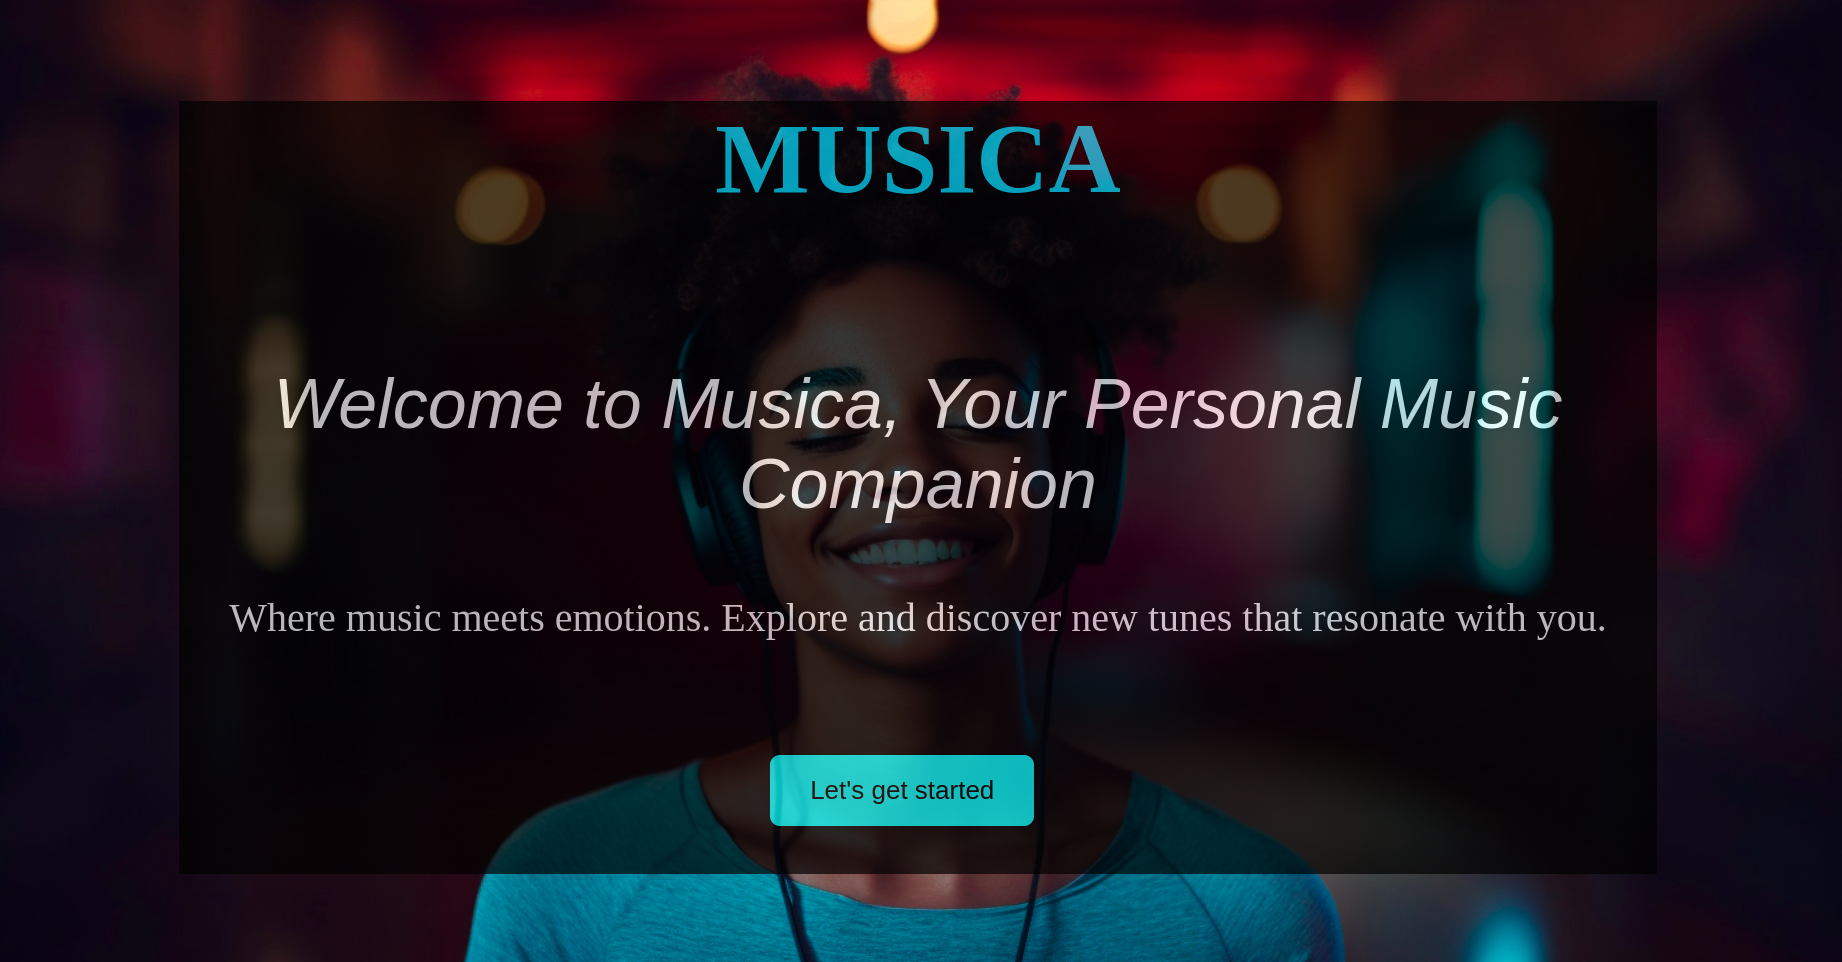 MUSICA
Welcome to Musica, Your Personal Music
Companion
Where music meets emotions. Explore and discover new tunes that resonate with you.
Let's get started